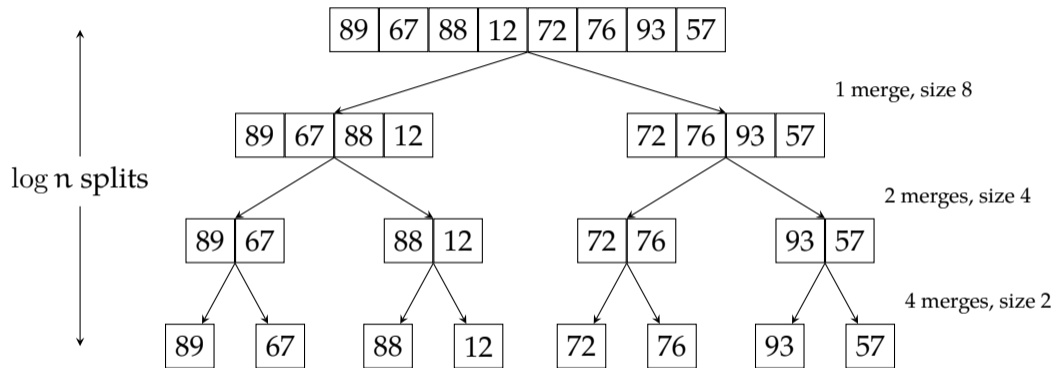 89 67 88 12 72 76 93 57
1 merge, size 8
89 67 88 12
72 76 93 57
log n splits
2 merges, size 4
89 67
88 12
72 76
93 57
4 merges, size 2
89
67
88
12
72
76
93
57